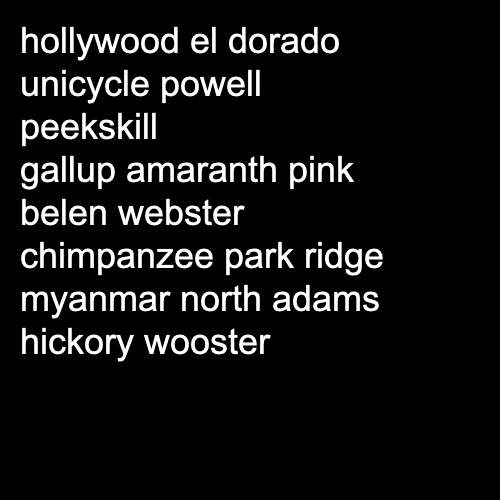 hollywood el dorado
unicycle powell
peekskill
gallup amaranth pink
belen webster
chimpanzee park ridge
myanmar north adams
hickory wooster